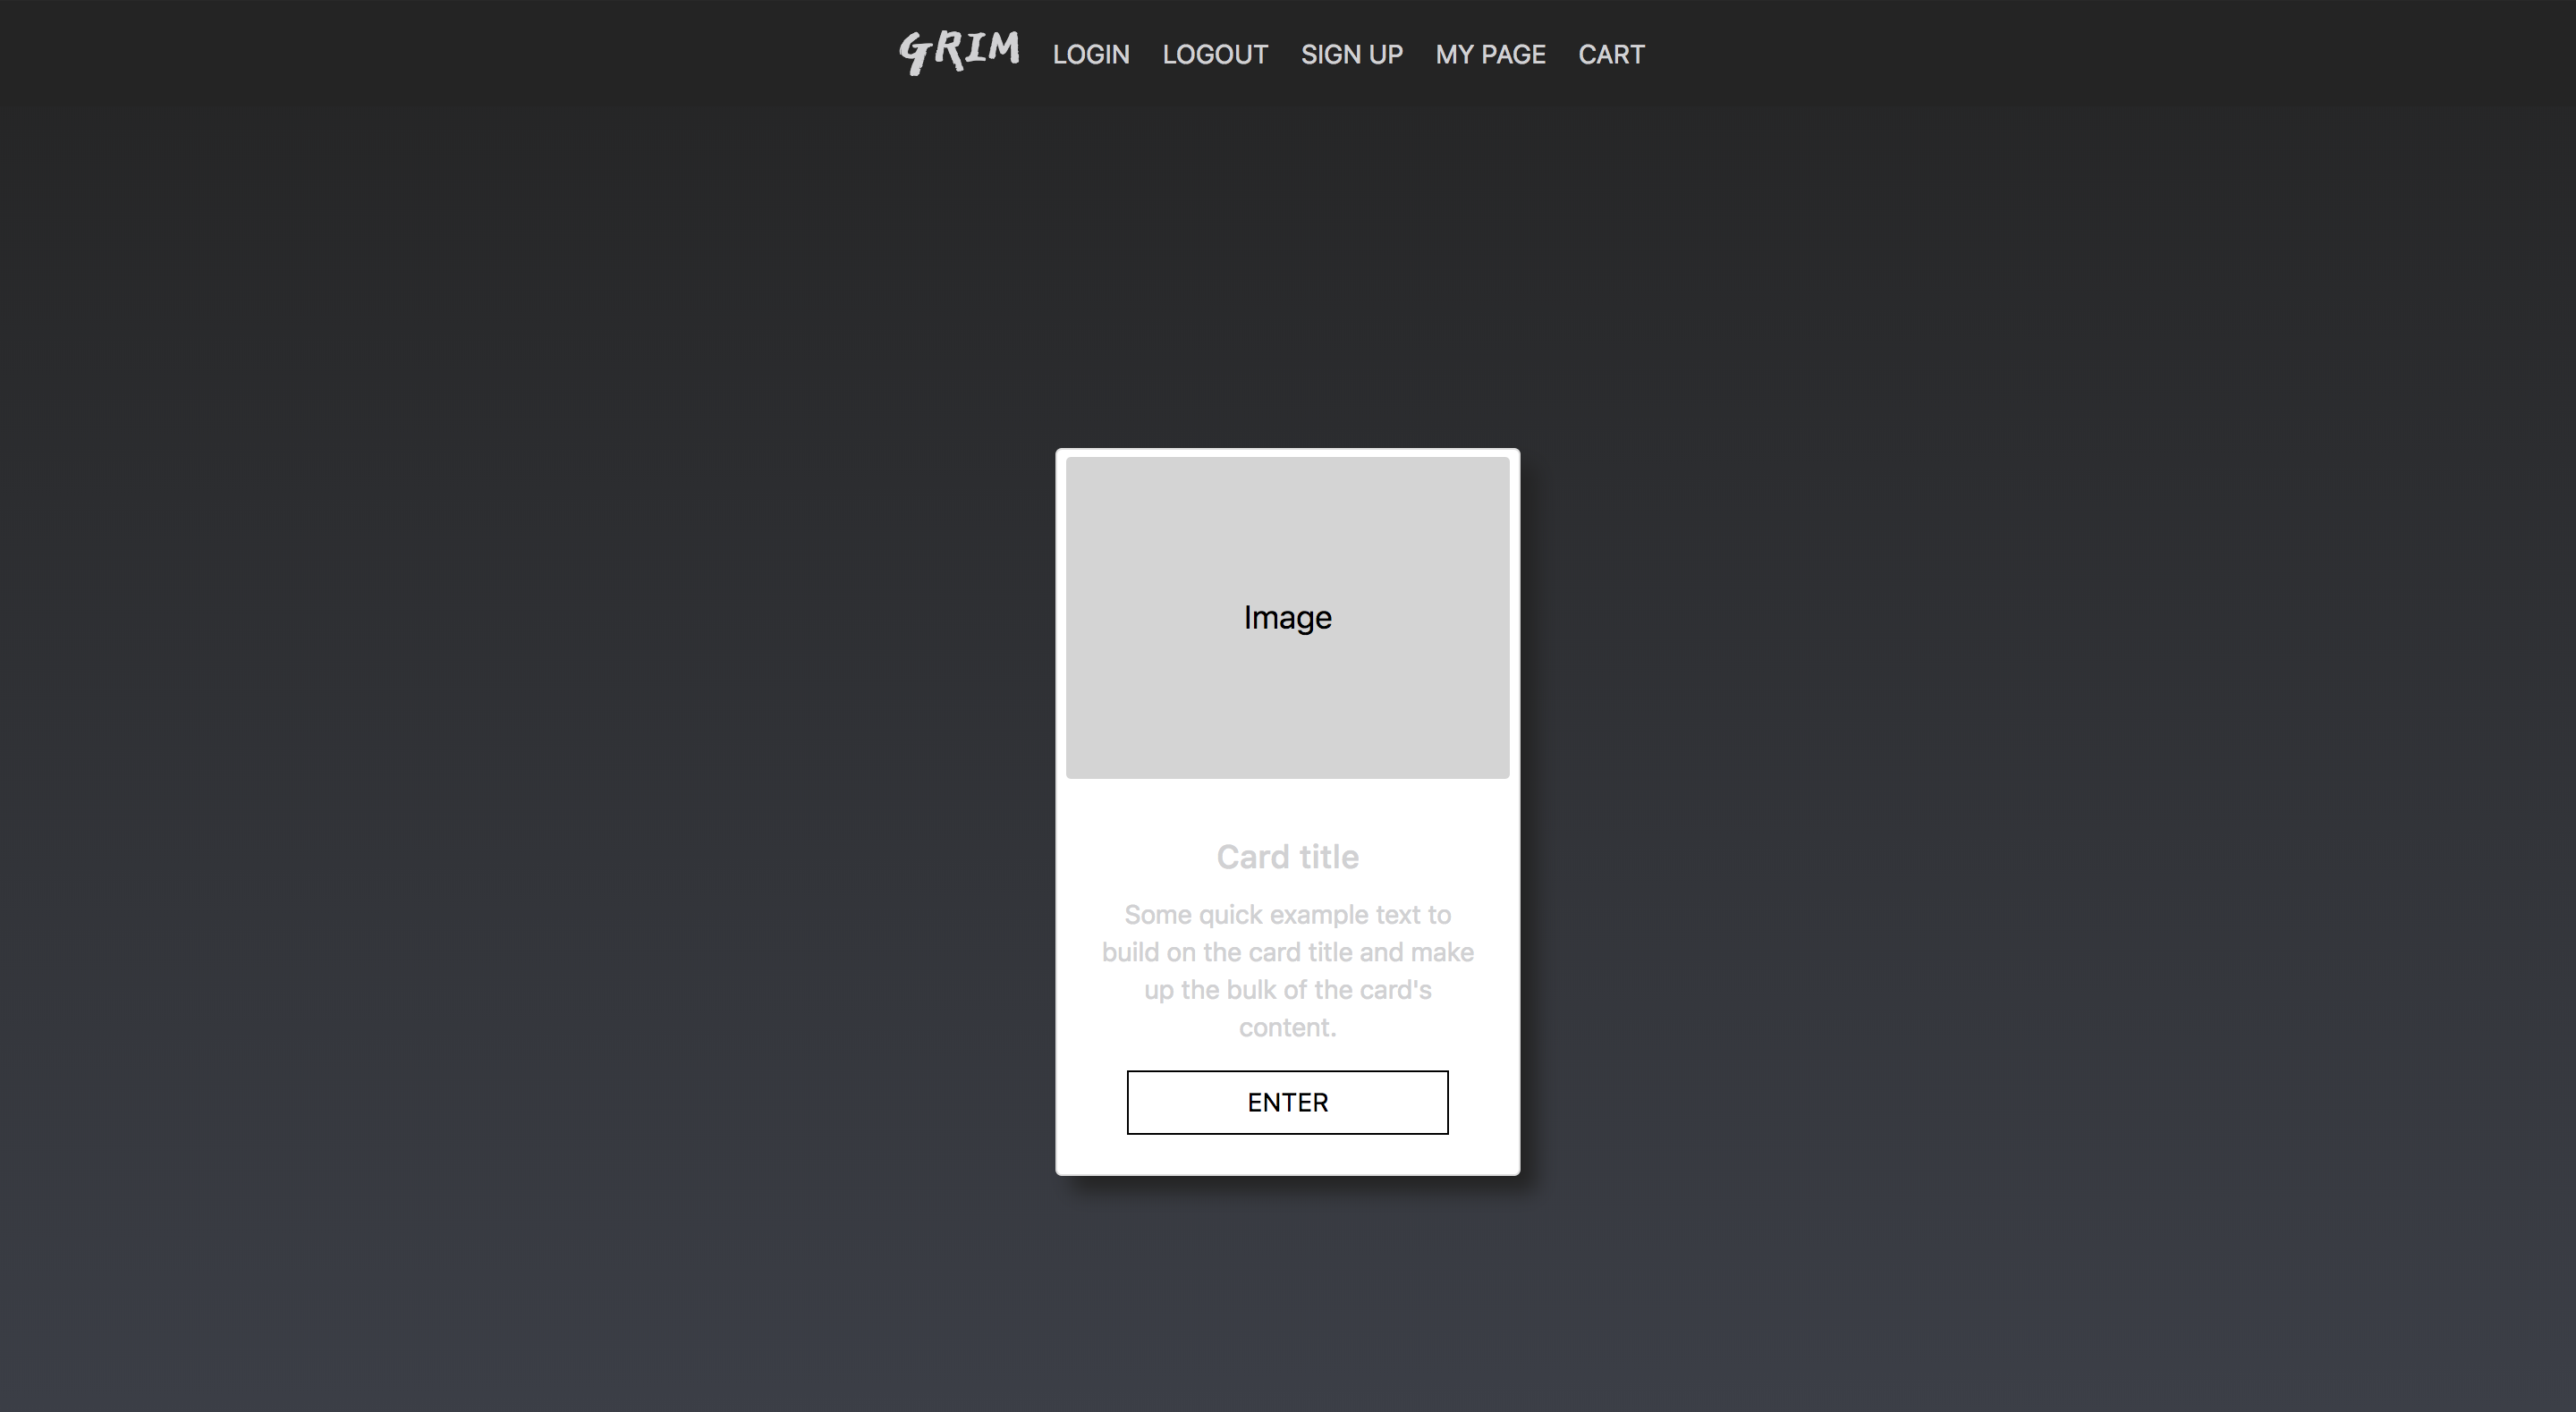 GRIM LOGIN LOGOUT SIGN UP MY PAGE CART
Image
Card title
Some quick example text to
build on the card title and make
up the bulk of the card's
content.
ENTER